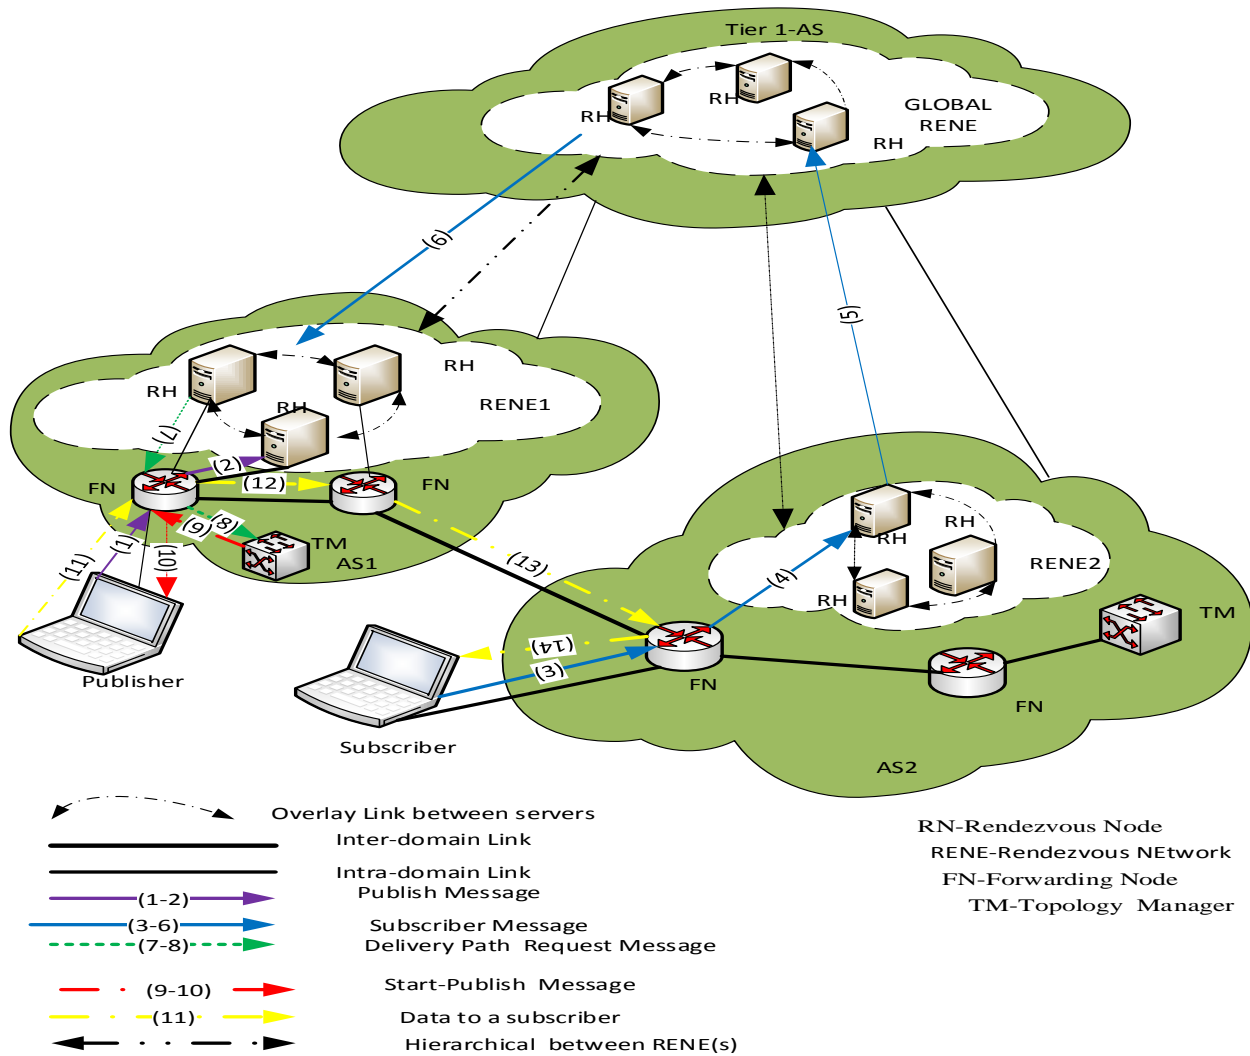 Tier 1-AS
RH
RH
GLOBAL
RENE
RH
(6)
(5)
RH
RH
RH
RENE1
(7)
(2)
(12)
FN
FN
(8)
(9)
TM
AS1
(1)
(10)
(11)
(13)
Publisher
RH
RH
RENE2
RH
(4)
TM
(14)
(3)
FN
FN
Subscriber
AS2
Overlay Link between servers
Inter-domain Link
Intra-domain Link
(1-2)
Publish Message
(3-6)
Subscriber Message
(7-8)
Delivery Path Request Message
(9-10)
Start-Publish Message
(11)
Data to a subscriber
Hierarchical between RENE(s)
RN-Rendezvous Node
RENE-Rendezvous NEtwork
FN-Forwarding Node
TM-Topology Manager